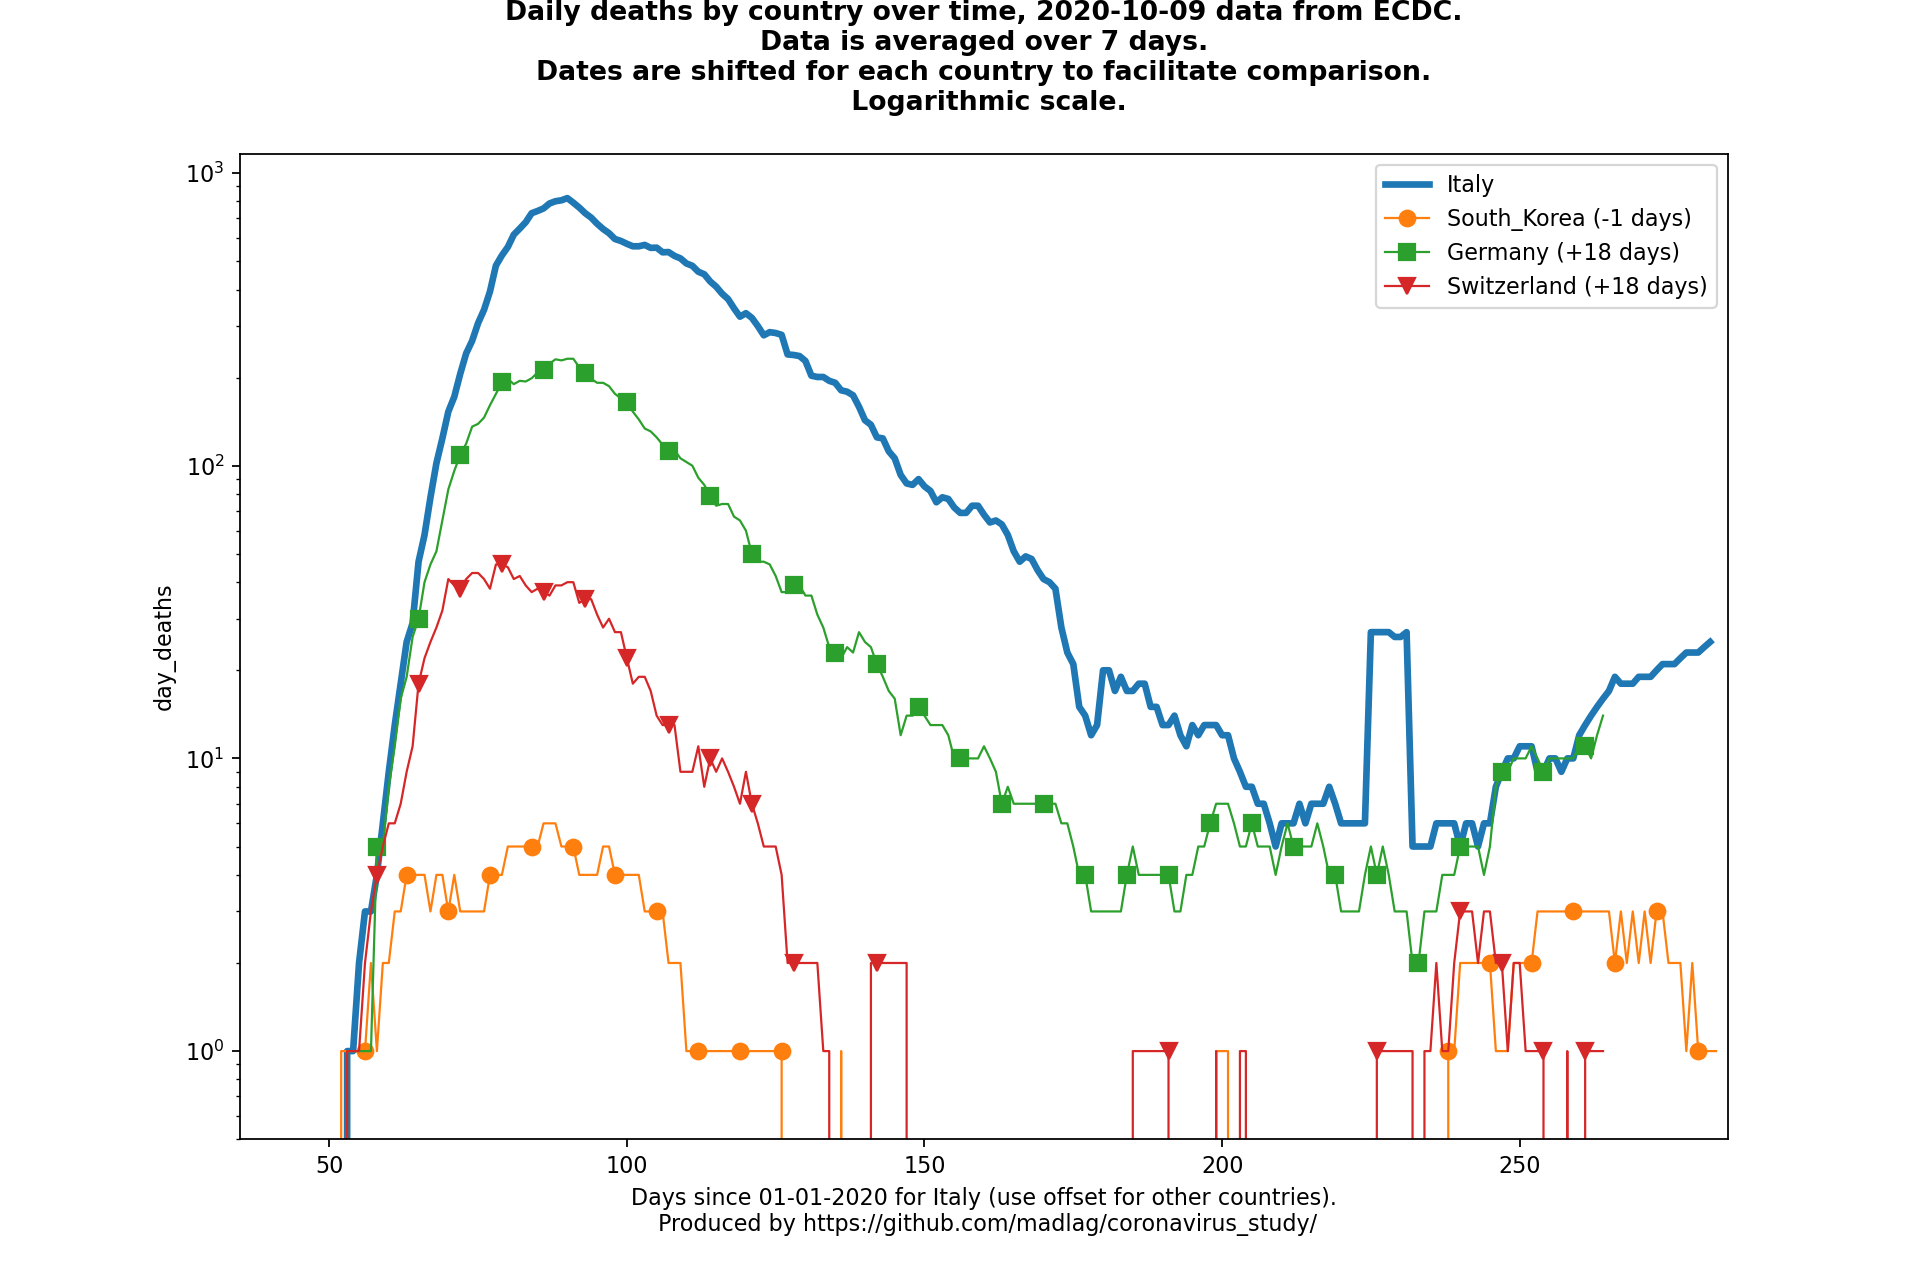 Daily deaths by country over time, 2020-10-09 data from ECDC.
Data is averaged over 7 days.
Dates are shifted for each country to facilitate comparison.
Logarithmic scale.
10³
10²
10¹
10⁰
day_deaths
Italy
South_Korea (-1 days)
Germany (+18 days)
Switzerland (+18 days)
50 100 150 200 250
Days since 01-01-2020 for Italy (use offset for other countries).
Produced by https://github.com/madlag/coronavirus_study/